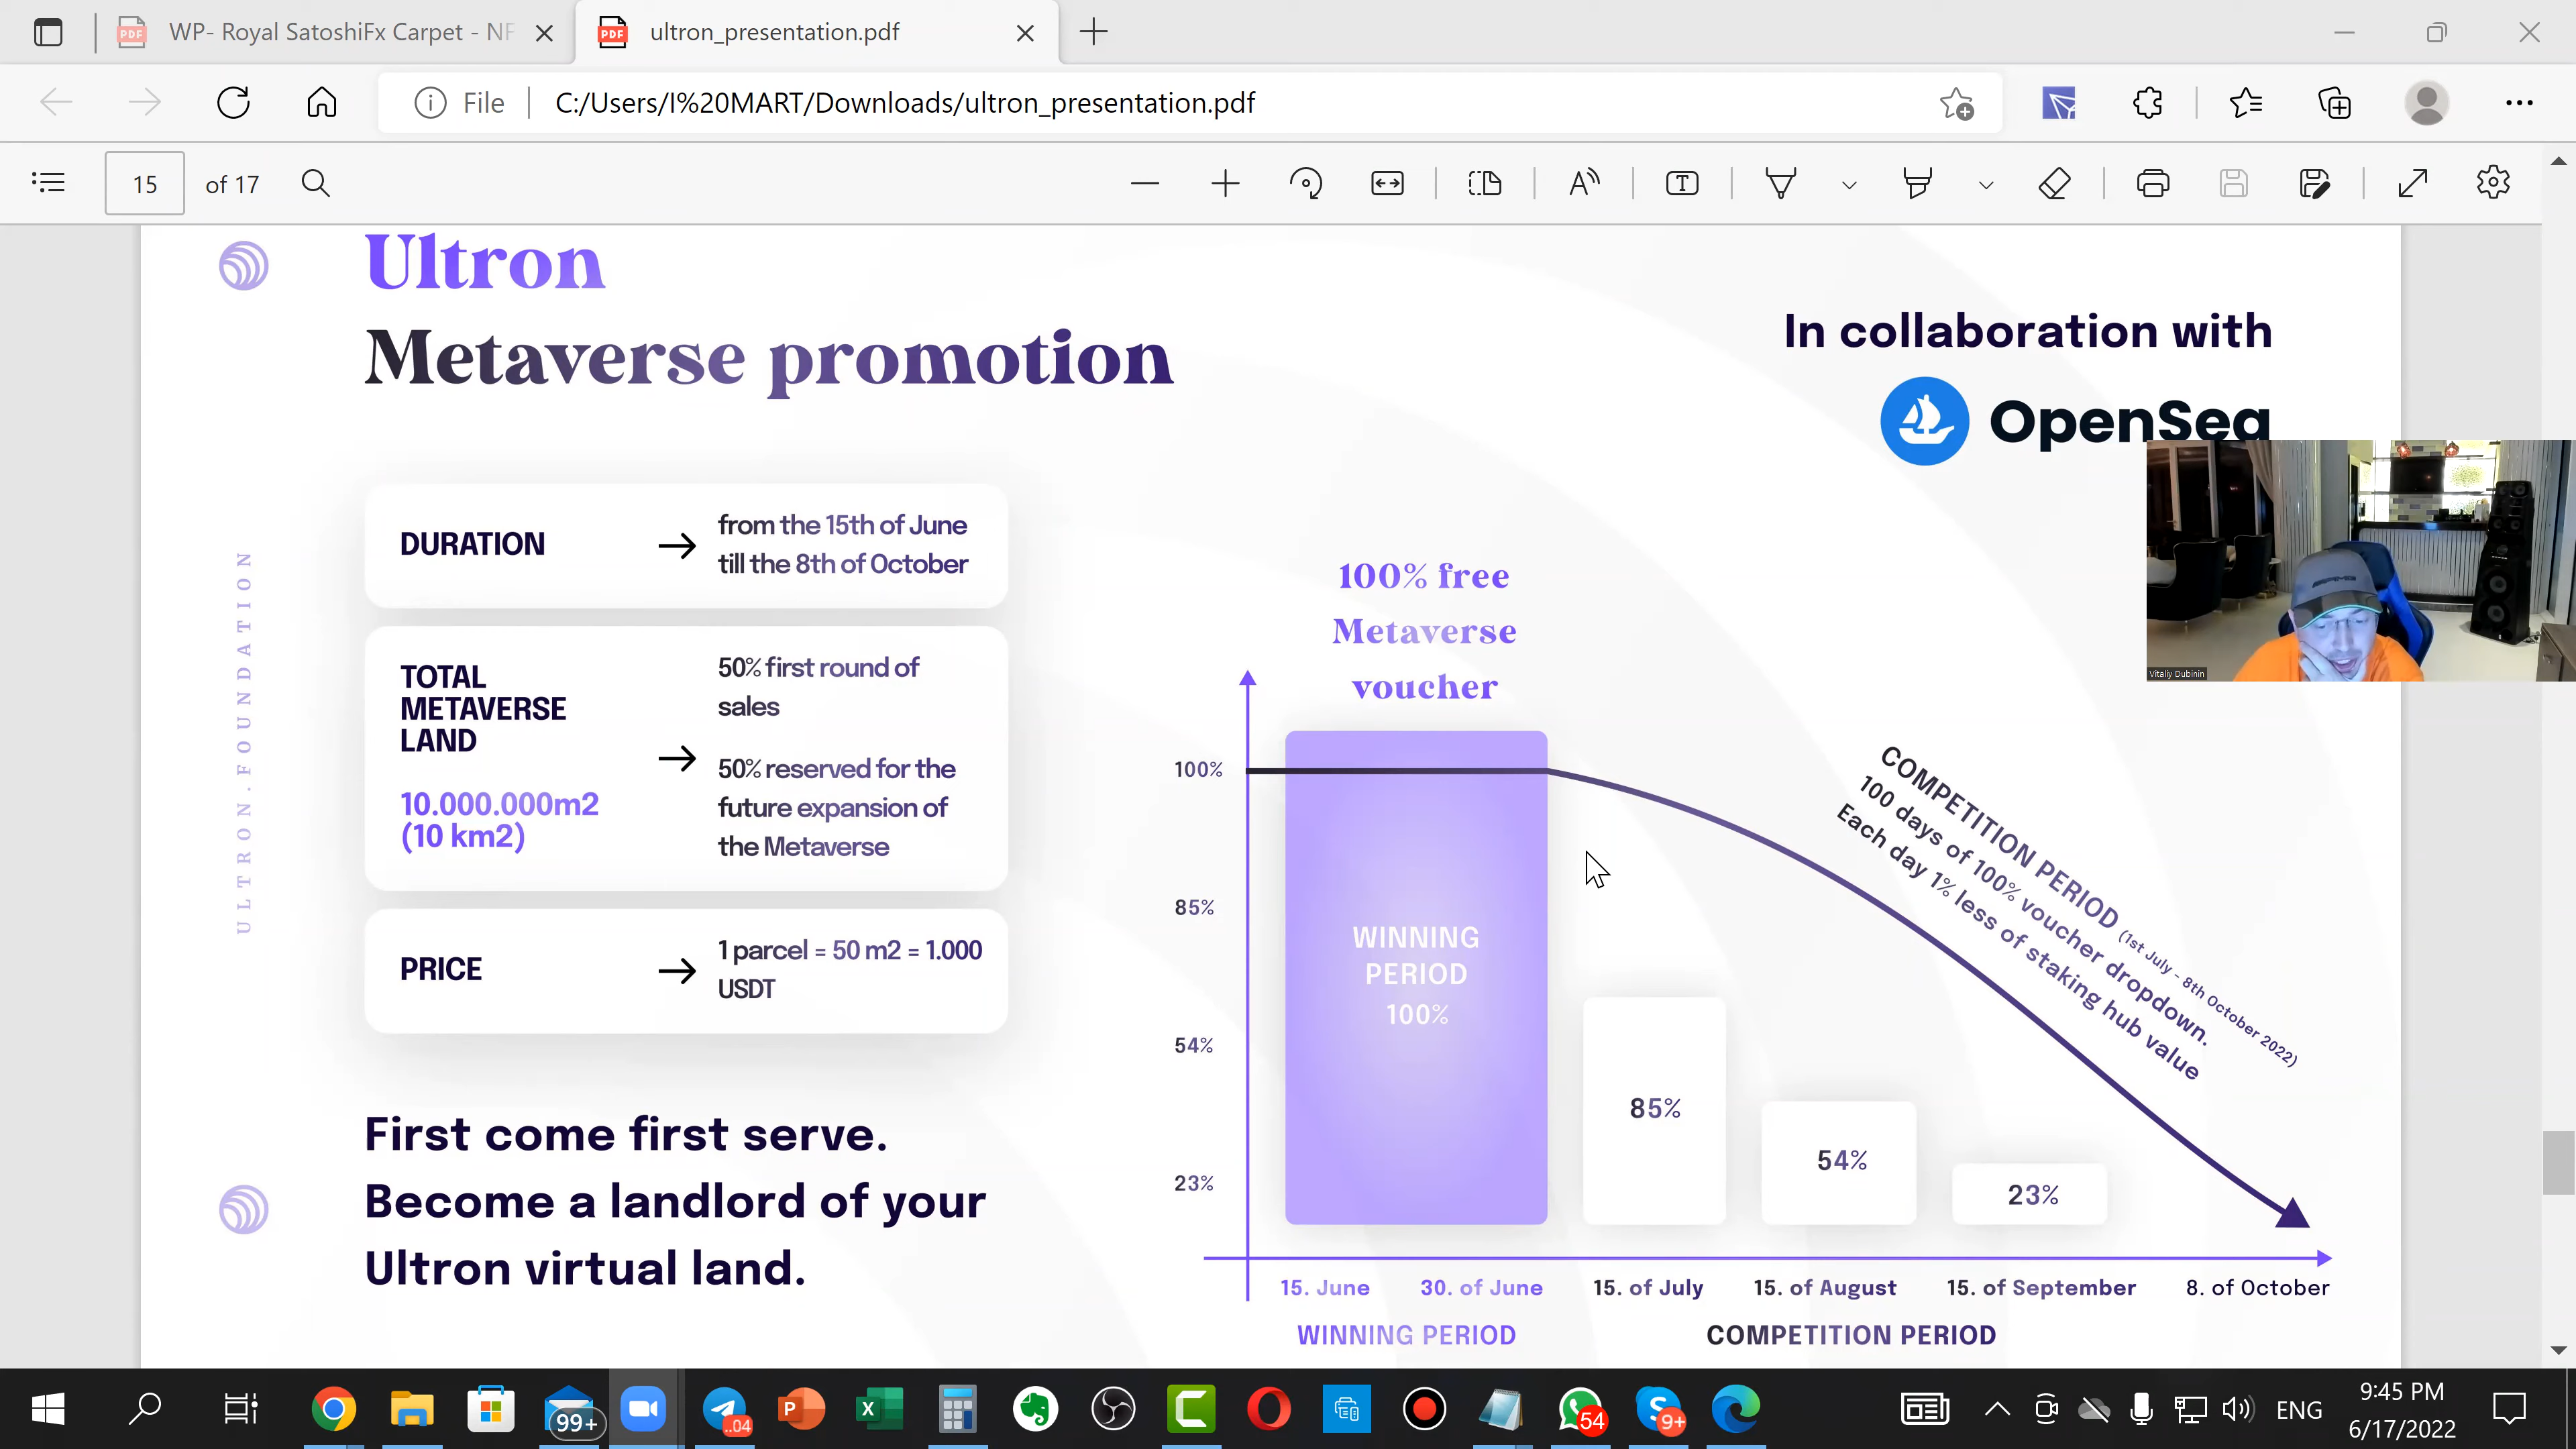 WP- Royal SatoshiFx Carpet - NF
ultron_presentation.pdf
File
C:/Users/I%20MART/Downloads/ultron_presentation.pdf
15 of 17
Ultron
Metaverse promotion
In collaboration with
OpenSea
Vitaliy Dubinin
ULTRON.FOUNDATION
DURATION
from the 15th of June
till the 8th of October
TOTAL
METAVERSE
LAND
10.000.000m2
(10 km2)
50% first round of
sales
50% reserved for the
future expansion of
the Metaverse
PRICE
1 parcel = 50 m2 = 1.000
USDT
First come first serve.
Become a landlord of your
Ultron virtual land.
100% free
Metaverse
voucher
100%
85%
54%
23%
WINNING
PERIOD
100%
85%
54%
23%
COMPETITION PERIOD (1st July - 8th October 2022)
100 days of 100% voucher dropdown.
Each day 1% less of staking hub value
15. June
30. of June
15. of July
15. of August
15. of September
8. of October
WINNING PERIOD
COMPETITION PERIOD
99+
..04
54
9+
ENG
9:45 PM
6/17/2022